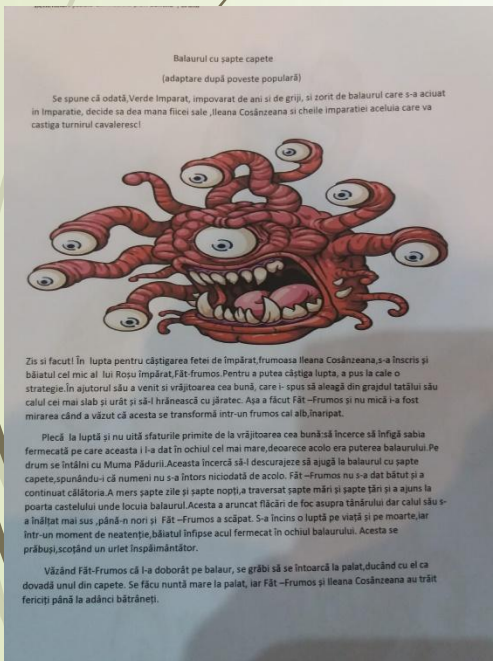 Balaurul cu șapte capete
(adaptare după poveste populară)
Se spune că odată,Verde Imparat, impovarat de ani si de griji, si zorit de balaurul care s-a aciuat
in Imparatie, decide sa dea mana fiicei sale ,Ileana Cosânzeana si cheile imparatiei aceluia care va
castiga turnirul cavaleresc!
Zis si facut! În lupta pentru câștigarea fetei de împărat,frumoasa Ileana Cosânzeana,s-a înscris și
băiatul cel mic al lui Roșu împărat,Făt-frumos.Pentru a putea câștiga lupta, a pus la cale o
strategie.În ajutorul său a venit si vrăjitoarea cea bună, care i- spus să aleagă din grajdul tatălui său
calul cei mai slab și urât și să-l hrănească cu jăratec. Așa a făcut Făt –Frumos și nu mică i-a fost
mirarea când a văzut că acesta se transformă intr-un frumos cal alb,înaripat.
Plecă la luptă și nu uită sfaturile primite de la vrăjitoarea cea bună:să încerce să înfigă sabia
fermecată pe care aceasta i l-a dat în ochiul cel mai mare,deoarece acolo era puterea balaurului.Pe
drum se întâlni cu Muma Pădurii.Aceasta încercă să-l descurajeze să ajugă la balaurul cu șapte
capete,spunându-i că numeni nu s-a întors niciodată de acolo. Făt –Frumos nu s-a dat bătut și a
continuat călătoria.A mers șapte zile și șapte nopți,a traversat șapte mări și șapte țări și a ajuns la
poarta castelului unde locuia balaurul.Acesta a aruncat flăcări de foc asupra tânărului dar calul său s-
a înălțat mai sus ,până-n nori și Făt –Frumos a scăpat. S-a încins o luptă pe viață și pe moarte,iar
într-un moment de neatenție,băiatul înfipse acul fermecat în ochiul balaurului. Acesta se
prăbuși,scoțând un urlet înspăimântător.
Văzând Făt-Frumos că l-a doborât pe balaur, se grăbi să se întoarcă la palat,ducând cu el ca
dovadă unul din capete. Se făcu nuntă mare la palat, iar Făt –Frumos și Ileana Cosânzeana au trăit
fericiți până la adânci bătrâneți.